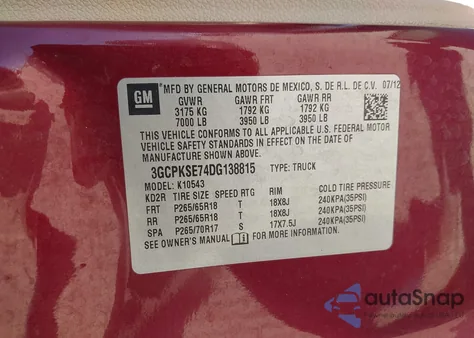 GM
MFD BY GENERAL MOTORS DE MEXICO, S. DE R.L. DE C.V. 07/12
GVWR GAWR FRT GAWR RR
3175 KG 1792 KG 1792 KG
7000 LB 3950 LB 3950 LB
THIS VEHICLE CONFORMS TO ALL APPLICABLE U.S. FEDERAL MOTOR
VEHICLE SAFETY STANDARDS IN EFFECT ON THE DATE OF
MANUFACTURE SHOWN ABOVE.
3GCPKSE74DG138815 TYPE: TRUCK
MODEL: K10543
KD2R TIRE SIZE SPEED RTG RIM COLD TIRE PRESSURE
FRT P265/65R18 T 18X8J 240KPA(35PSI)
RR P265/65R18 T 18X8J 240KPA(35PSI)
SPA P265/70R17 S 17X7.5J 240KPA(35PSI)
SEE OWNER'S MANUAL FOR MORE INFORMATION.
autoSnap